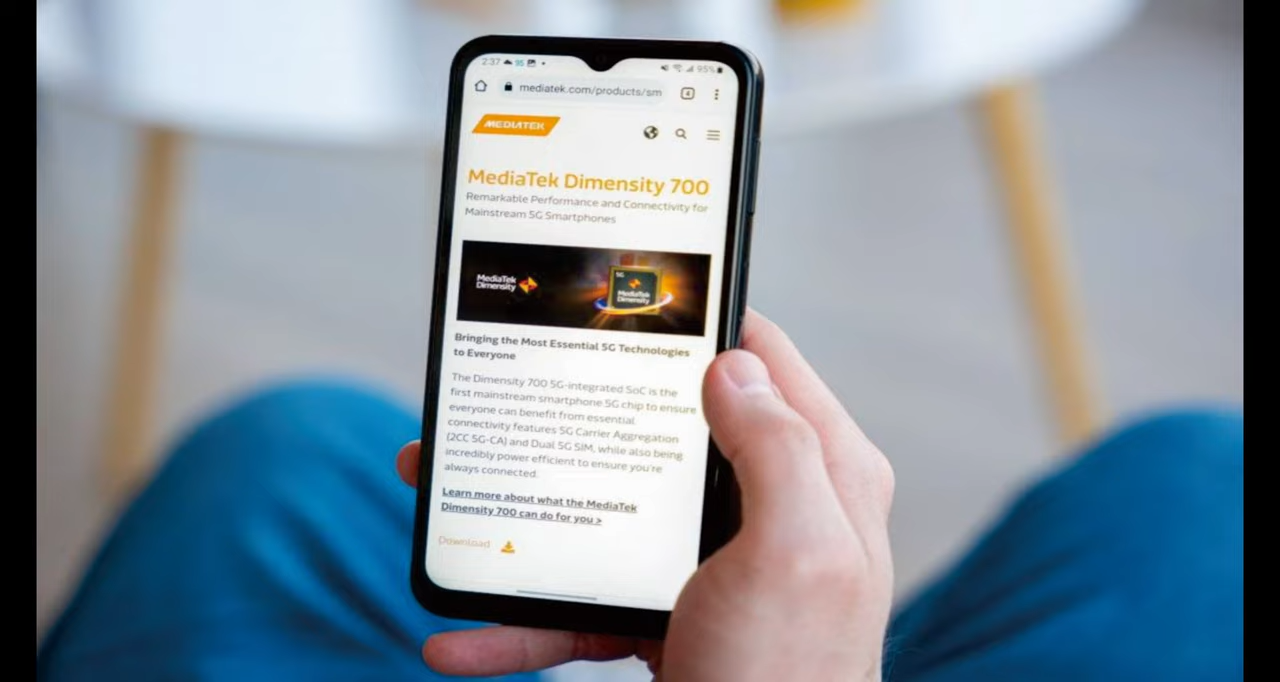 2:37 95
95%
mediatek.com/products/sm
4
MEDIATEK
MediaTek Dimensity 700
Remarkable Performance and Connectivity for
Mainstream 5G Smartphones
MediaTek
Dimensity
5G
MediaTek
Dimensity
Bringing the Most Essential 5G Technologies
to Everyone
The Dimensity 700 5G-integrated SoC is the
first mainstream smartphone 5G chip to ensure
everyone can benefit from essential
connectivity features 5G Carrier Aggregation
(2CC 5G-CA) and Dual 5G SIM, while also being
incredibly power efficient to ensure you're
always connected.
Learn more about what the MediaTek
Dimensity 700 can do for you >
Download